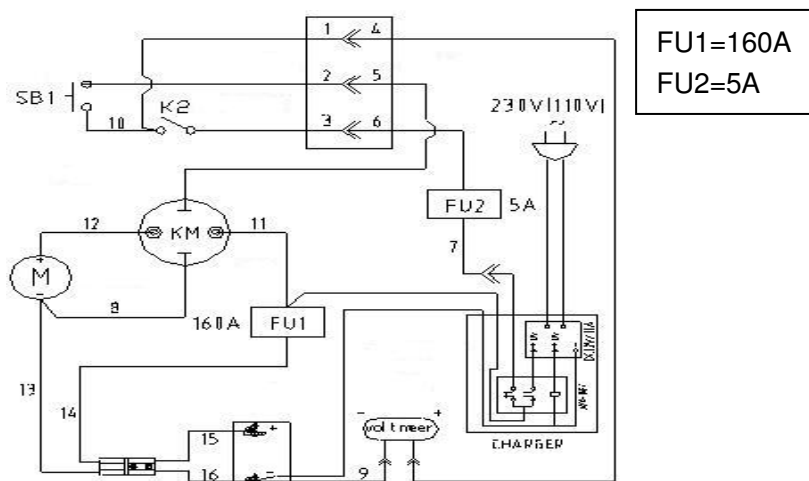 FU1=160A
FU2=5A
1 4
2 5
3 6
SB1
K2
10
230V(110V)
12
11
KM
FU2 5A
7
M
+
-
8
160A FU1
13
14
15
16
+
-
- +
voltmeer
9
CHARGER